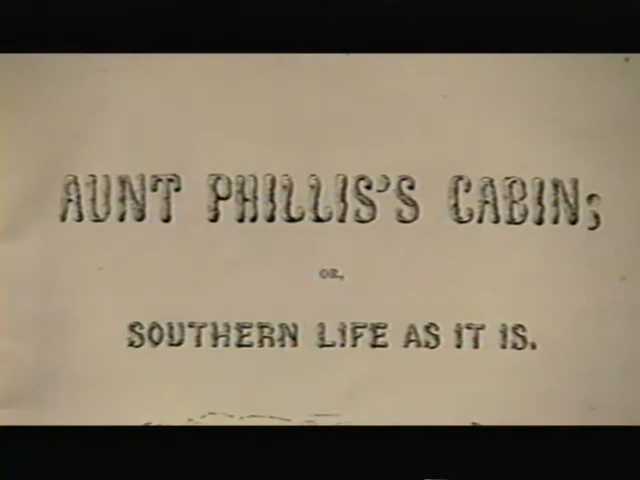 AUNT PHILLIS'S CABIN;
OR,
SOUTHERN LIFE AS IT IS.